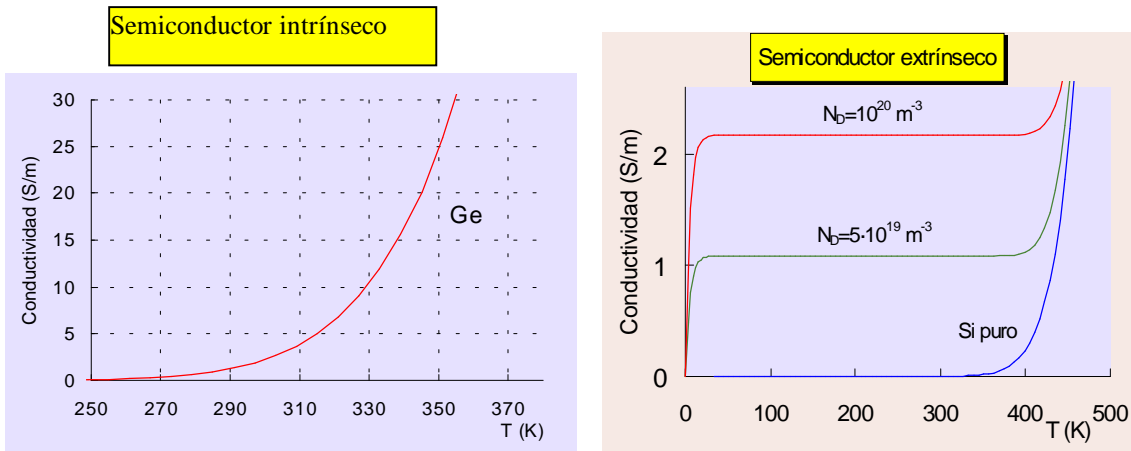 Semiconductor intrínseco
Conductividad (S/m)
30
25
20
15
10
5
0
Ge
250 270 290 310 330 350 370
T (K)
Semiconductor extrínseco
Conductividad (S/m)
N_D=10^20 m^-3
2
N_D=5·10^19 m^-3
1
Si puro
0
0 100 200 300 400 500
T (K)